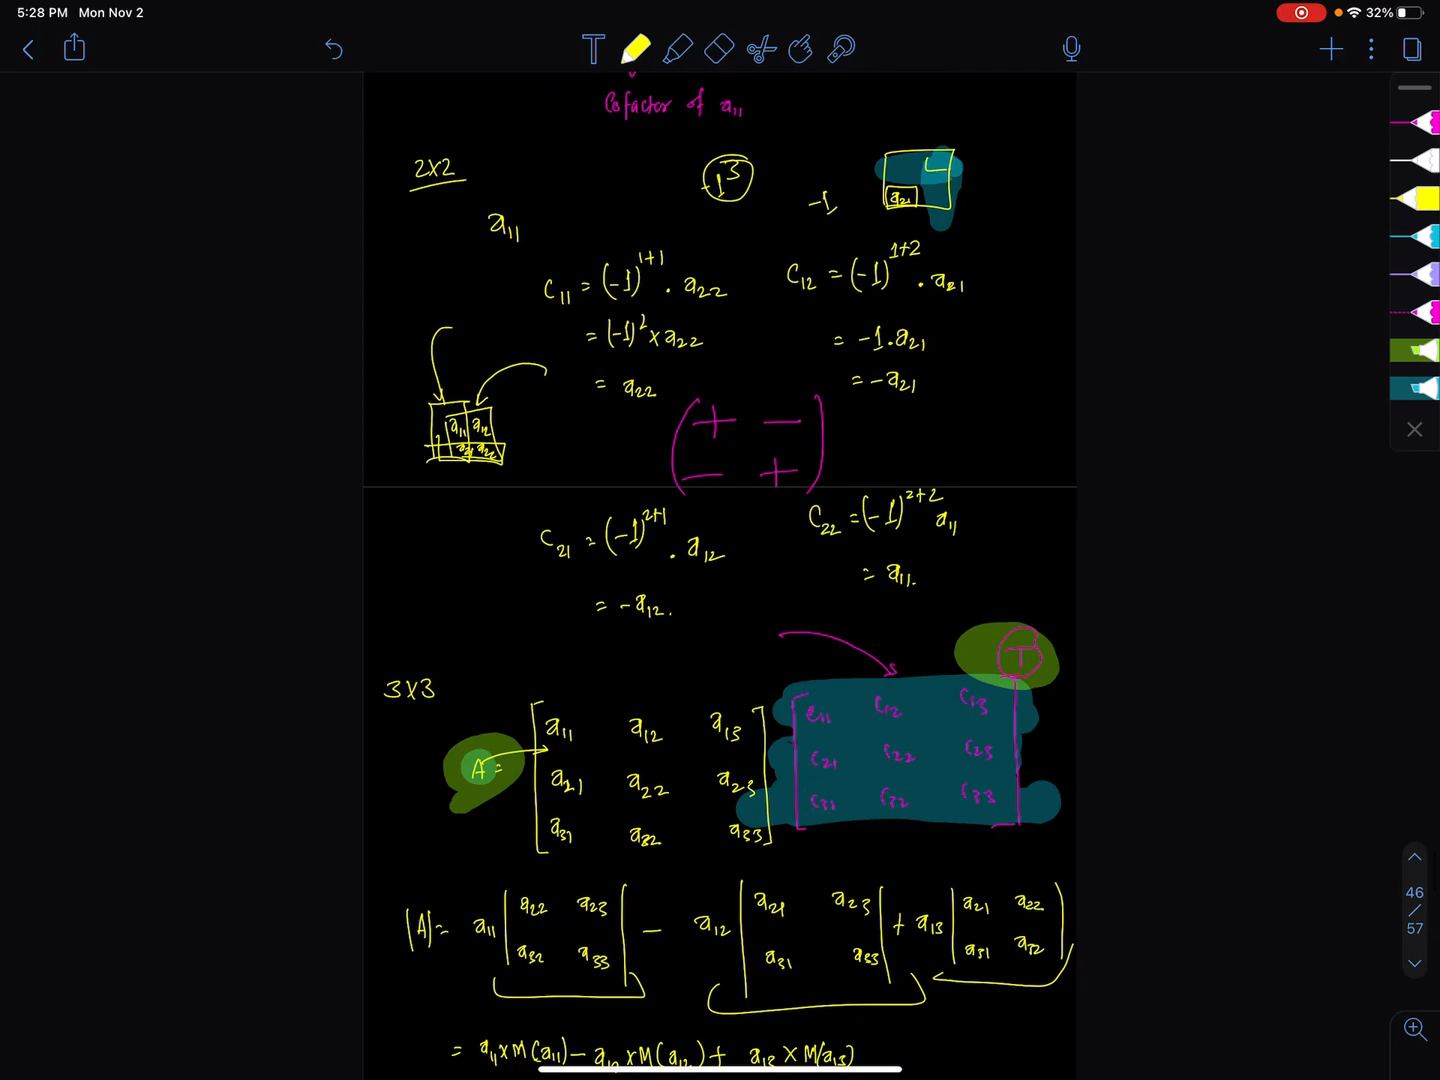 5:28 PM Mon Nov 2
32%
Cofactor of a₁₁
2x2
-1³
-1
a₂₁
a₁₁
C₁₁ = (-1)¹⁺¹ . a₂₂
C₁₂ = (-1)¹⁺² . a₂₁
= (-1)² x a₂₂
= -1. a₂₁
= a₂₂
= -a₂₁
a₁₁ a₁₂
a₂₁ a₂₂
+ −
− +
C₂₁ = (-1)²⁺¹ . a₁₂
C₂₂ = (-1)²⁺² a₁₁
= a₁₁.
= -a₁₂.
T
3x3
A =
a₁₁ a₁₂ a₁₃
a₂₁ a₂₂ a₂₃
a₃₁ a₃₂ a₃₃
C₁₁ C₁₂ C₁₃
C₂₁ C₂₂ C₂₃
C₃₁ C₃₂ C₃₃
|A| = a₁₁ |a₂₂ a₂₃ a₃₂ a₃₃| − a₁₂ |a₂₁ a₂₃ a₃₁ a₃₃| + a₁₃ |a₂₁ a₂₂ a₃₁ a₃₂|
= a₁₁ x M(a₁₁) − a₁₂ x M(a₁₂) + a₁₃ x M(a₁₃)
46
/
57